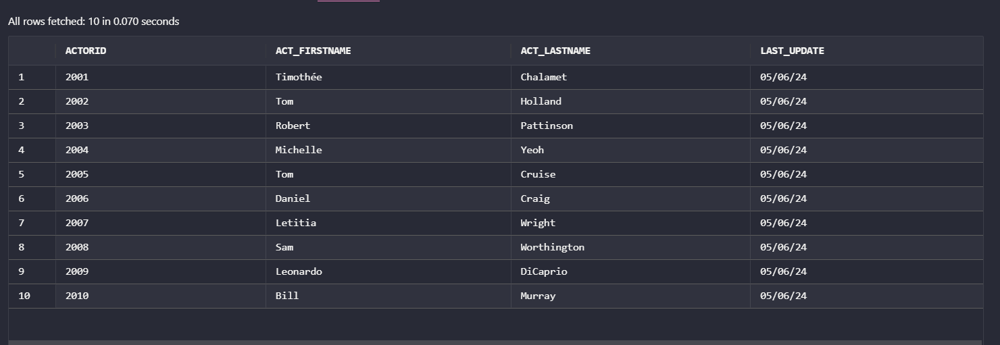 All rows fetched: 10 in 0.070 seconds
ACTORID ACT_FIRSTNAME ACT_LASTNAME LAST_UPDATE
1 2001 Timothée Chalamet 05/06/24
2 2002 Tom Holland 05/06/24
3 2003 Robert Pattinson 05/06/24
4 2004 Michelle Yeoh 05/06/24
5 2005 Tom Cruise 05/06/24
6 2006 Daniel Craig 05/06/24
7 2007 Letitia Wright 05/06/24
8 2008 Sam Worthington 05/06/24
9 2009 Leonardo DiCaprio 05/06/24
10 2010 Bill Murray 05/06/24